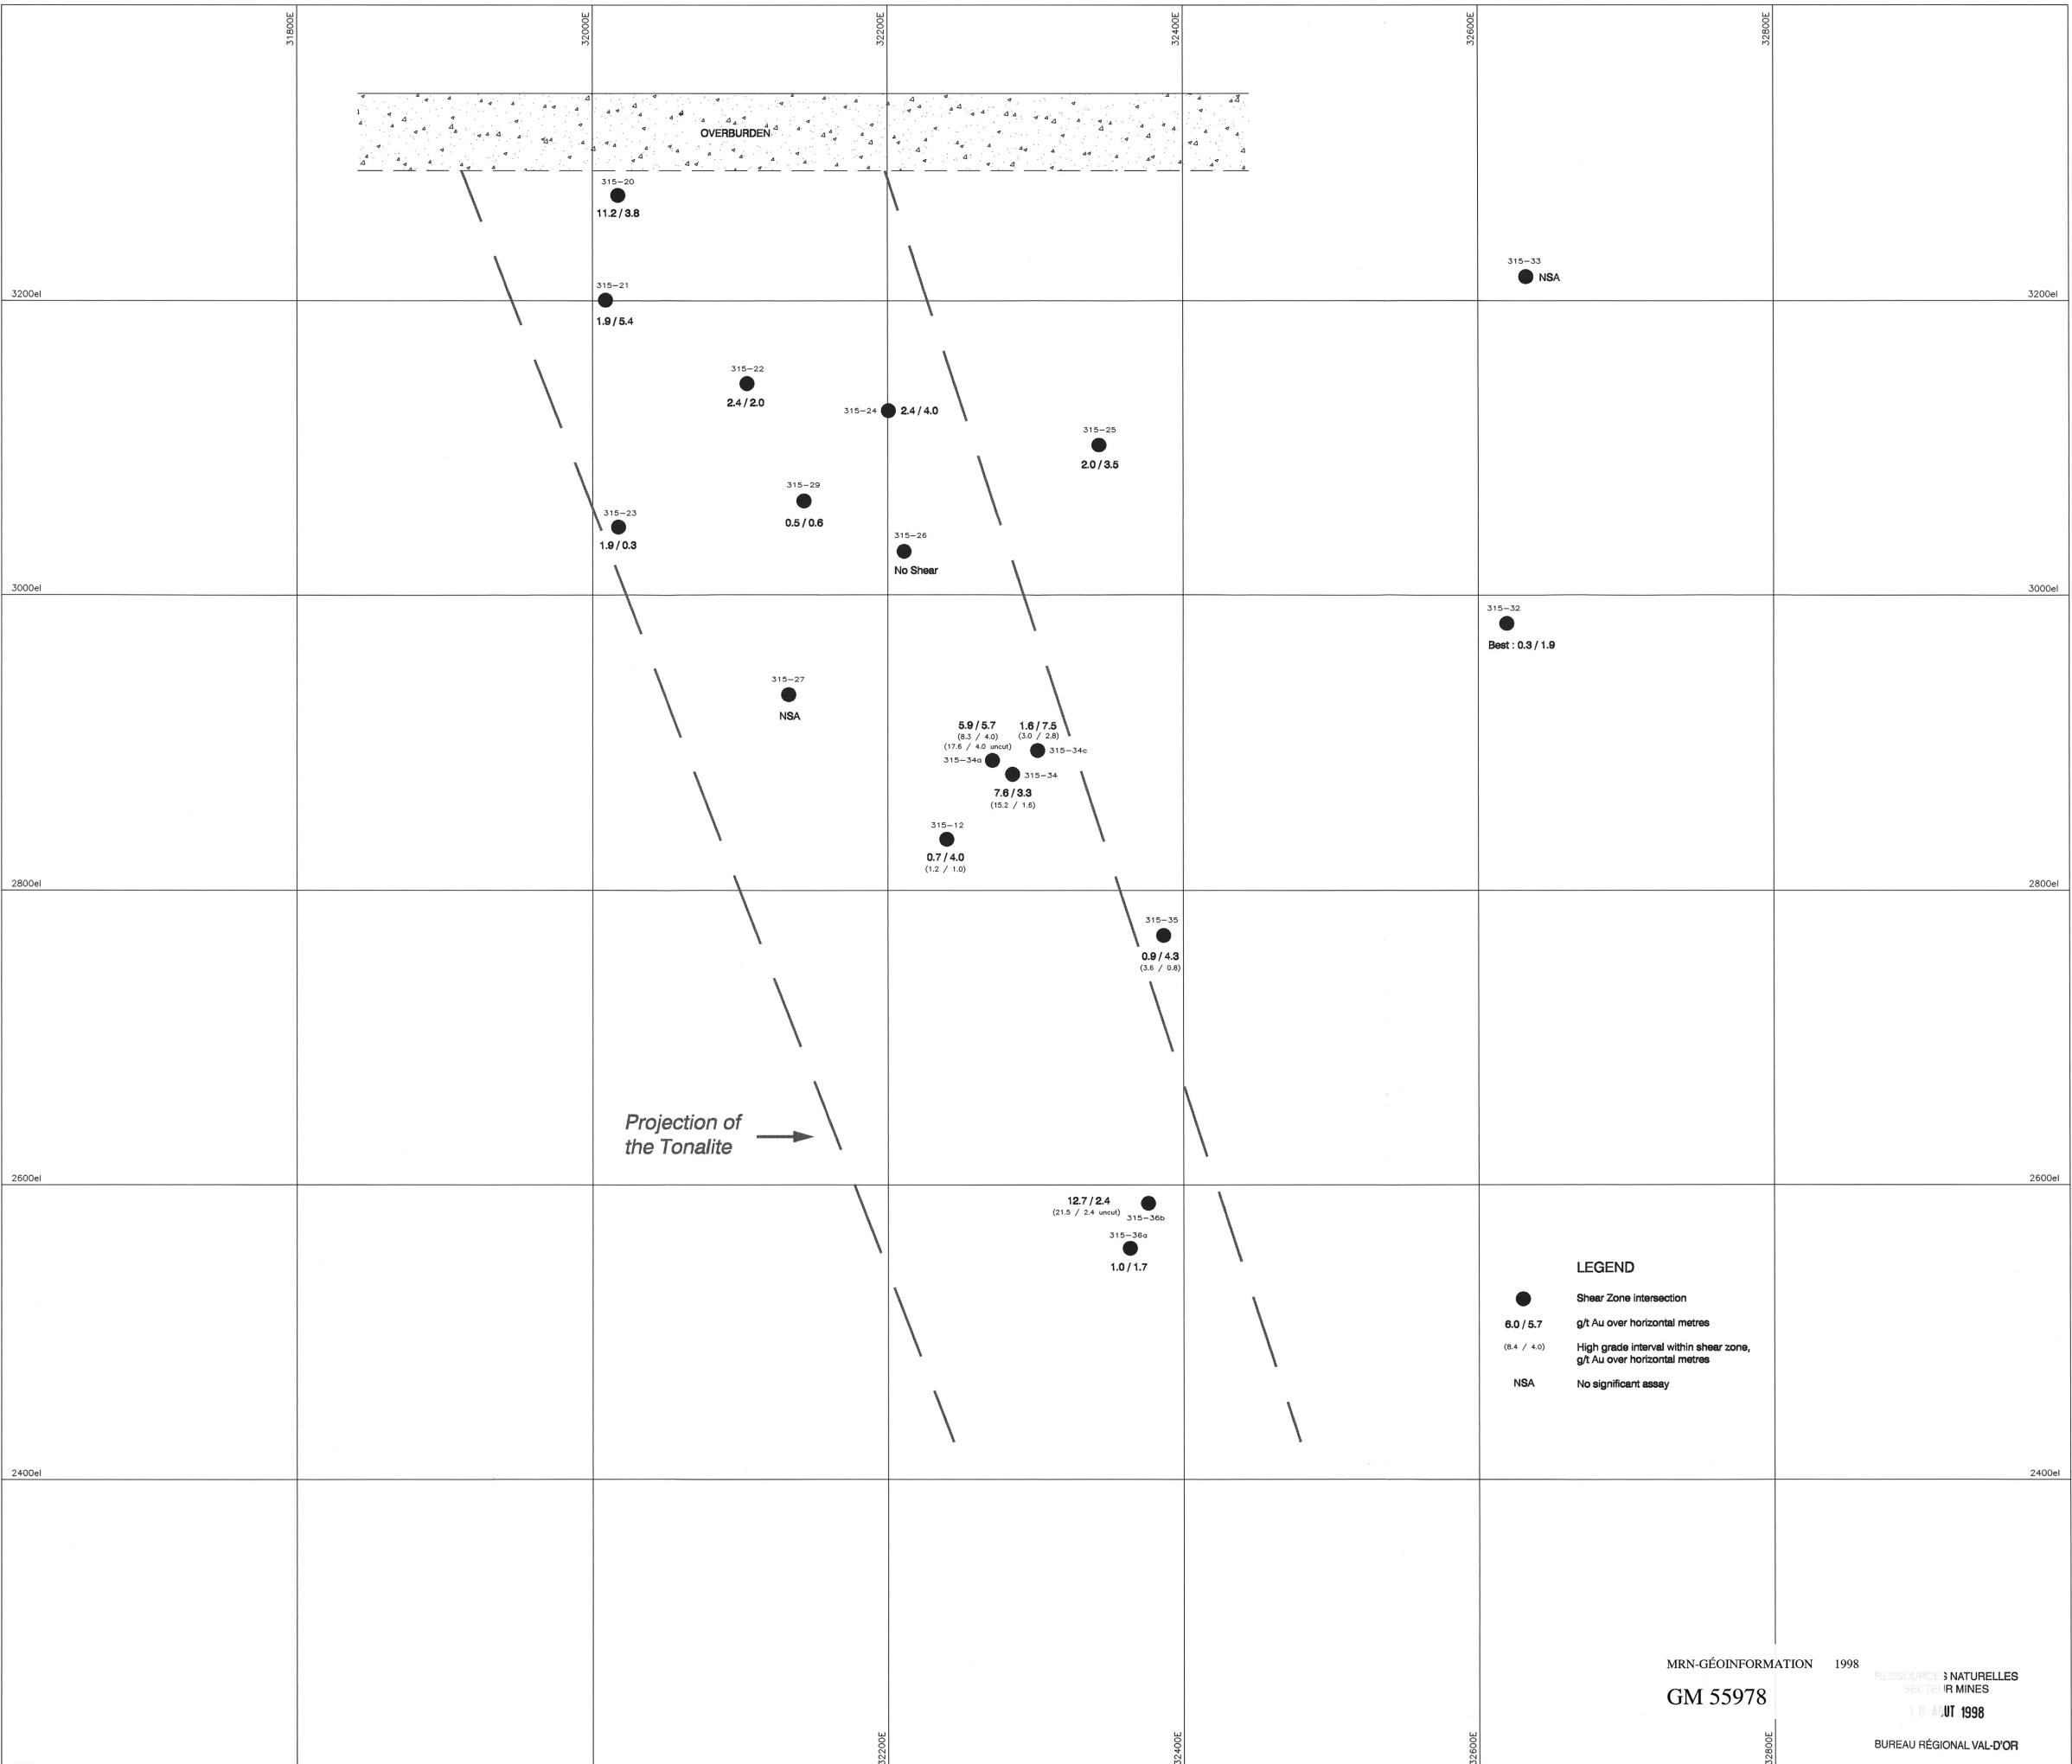 31800E
32000E
32200E
32400E
32600E
32800E
OVERBURDEN
315-20
11.2 / 3.8
315-33
NSA
3200el
3200el
315-21
1.9 / 5.4
315-22
2.4 / 2.0
315-24
2.4 / 4.0
315-25
2.0 / 3.5
315-29
0.5 / 0.6
315-23
1.9 / 0.3
315-26
No Shear
3000el
3000el
315-32
Best : 0.3 / 1.9
315-27
NSA
5.9 / 5.7
(8.3 / 4.0)
(17.6 / 4.0 uncut)
315-34a
1.6 / 7.5
(3.0 / 2.8)
315-34c
315-34
7.6 / 3.3
(15.2 / 1.6)
315-12
0.7 / 4.0
(1.2 / 1.0)
2800el
2800el
315-35
0.9 / 4.3
(3.6 / 0.8)
Projection of
the Tonalite
2600el
2600el
12.7 / 2.4
(21.5 / 2.4 uncut)
315-36b
315-36a
1.0 / 1.7
LEGEND
Shear Zone intersection
6.0 / 5.7 g/t Au over horizontal metres
(8.4 / 4.0) High grade interval within shear zone,
g/t Au over horizontal metres
NSA No significant assay
2400el
2400el
MRN-GÉOINFORMATION 1998
GM 55978
RESSOURCES NATURELLES
SECTEUR MINES
18 AOUT 1998
BUREAU RÉGIONAL VAL-D'OR
32200E
32400E
32600E
32800E